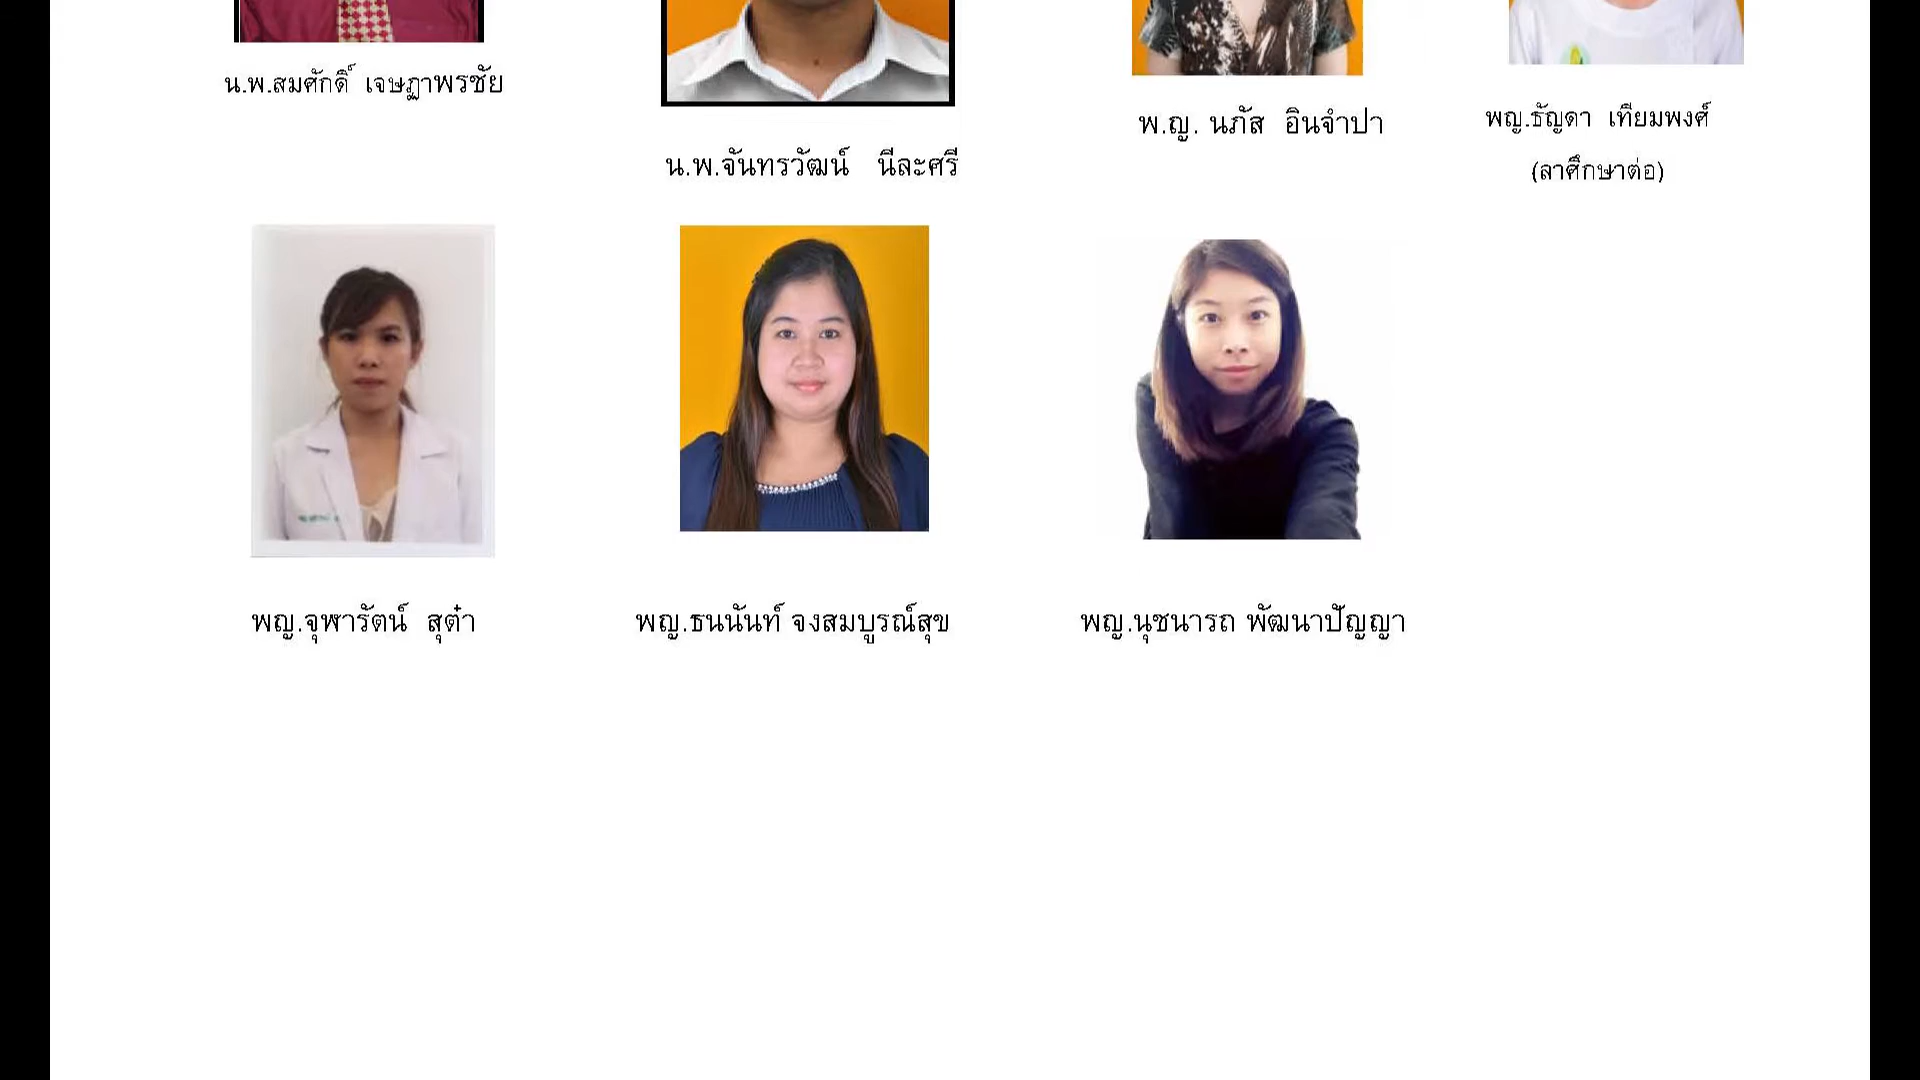 น.พ.สมศักดิ์ เจษฏาพรชัย
น.พ.จันทรวัฒน์ นีละศรี
พ.ญ. นภัส อินจำปา
พญ.ธัญดา เทียมพงศ์
(ลาศึกษาต่อ)
พญ.จุฬารัตน์ สุต๋า
พญ.ธนนันท์ จงสมบูรณ์สุข
พญ.นุชนารถ พัฒนาปัญญา